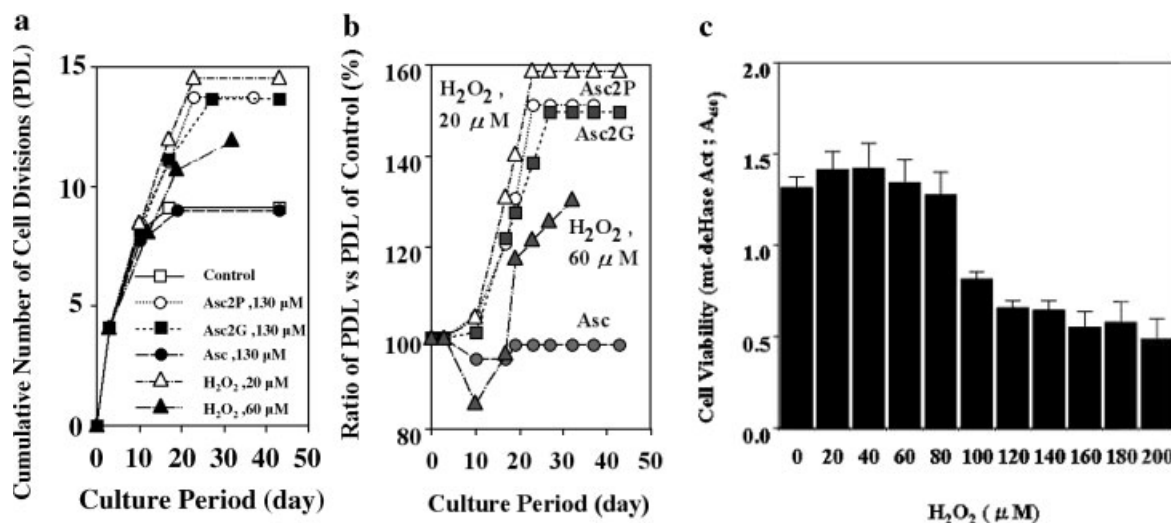 a
Cumulative Number of Cell Divisions (PDL)
15
10
5
0
Control
Asc2P ,130 μM
Asc2G ,130 μM
Asc ,130 μM
H₂O₂ ,20 μM
H₂O₂ ,60 μM
0 10 20 30 40 50
Culture Period (day)
b
Ratio of PDL vs PDL of Control (%)
160
140
120
100
80
H₂O₂ ,
20 μM
Asc2P
Asc2G
H₂O₂ ,
60 μM
Asc
0 10 20 30 40 50
Culture Period (day)
c
Cell Viability (mt-deHase Act ; A₄₅₀)
2.0
1.5
1.0
0.5
0.0
0 20 40 60 80 100 120 140 160 180 200
H₂O₂ ( μM )